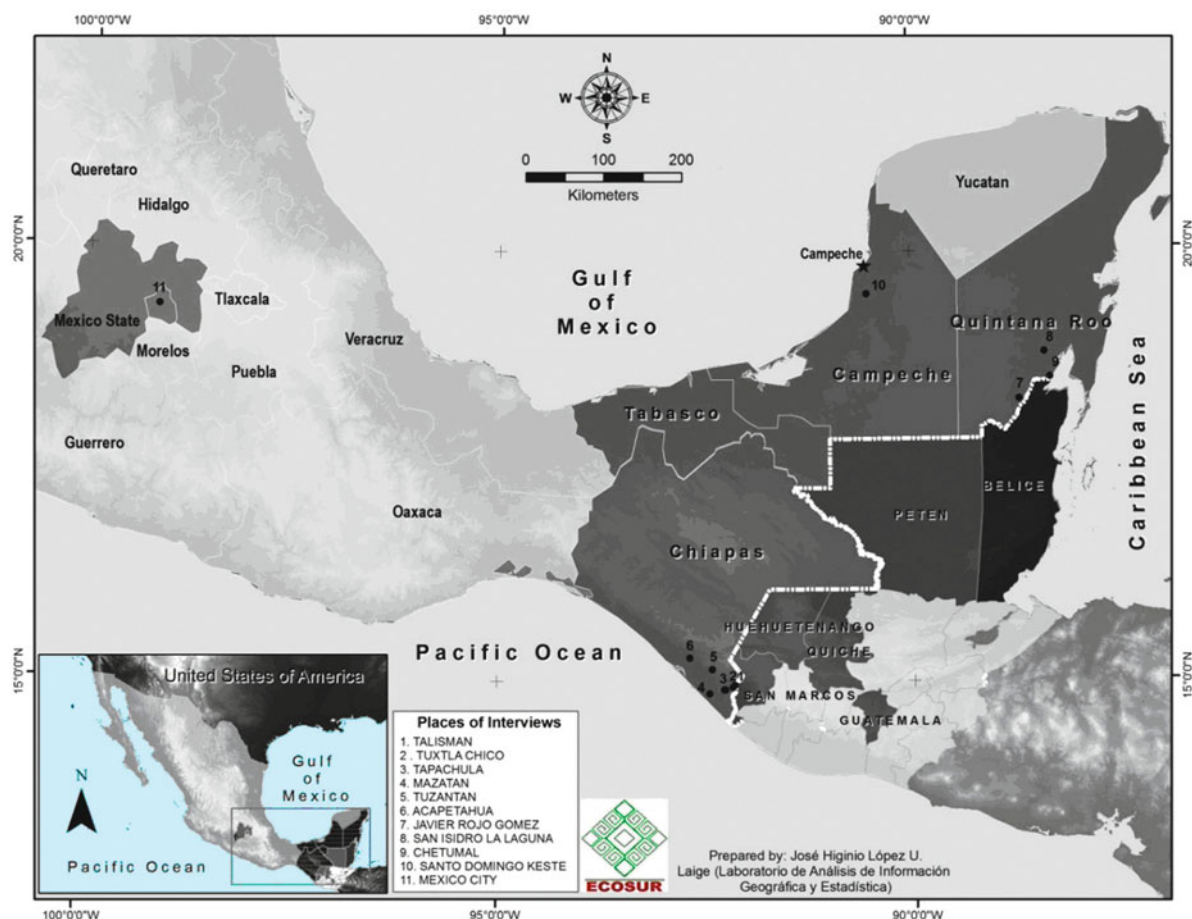 100°0'0"W
95°0'0"W
90°0'0"W
N
W
E
S
0
100
200
Kilometers
Queretaro
Hidalgo
Yucatan
20°0'0"N
20°0'0"N
Campeche
10
11
Gulf
of
Mexico
Tlaxcala
Mexico State
Quintana Roo
Veracruz
Morelos
8
9
Puebla
Campeche
7
Tabasco
Guerrero
Caribbean Sea
BELICE
Oaxaca
PETEN
Chiapas
HUEHUETENANGO
Pacific Ocean
6
5
QUICHE
15°0'0"N
15°0'0"N
4
3
2
1
SAN MARCOS
GUATEMALA
United States of America
Gulf
of
Mexico
N
Pacific Ocean
Places of Interviews
1. TALISMAN
2 . TUXTLA CHICO
3. TAPACHULA
4. MAZATAN
5. TUZANTAN
6. ACAPETAHUA
7. JAVIER ROJO GOMEZ
8. SAN ISIDRO LA LAGUNA
9. CHETUMAL
10. SANTO DOMINGO KESTE
11. MEXICO CITY
ECOSUR
Prepared by: José Higinio López U.
Laige (Laboratorio de Análisis de Información
Geográfica y Estadística)
100°0'0"W
95°0'0"W
90°0'0"W